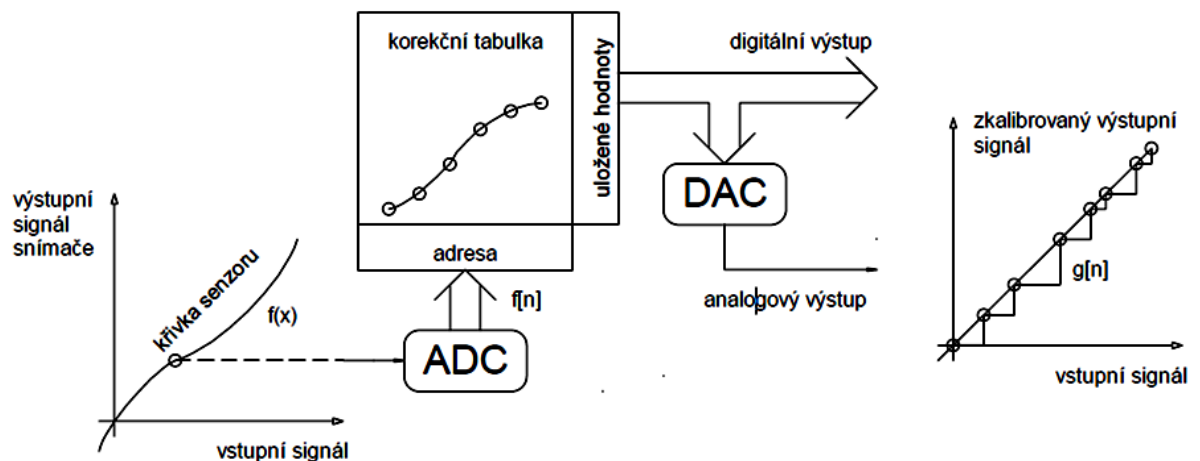 korekční tabulka
uložené hodnoty
digitální výstup
DAC
analogový výstup
adresa
f[n]
ADC
výstupní
signál
snímače
křivka senzoru
f(x)
vstupní signál
zkalibrovaný výstupní
signál
g[n]
vstupní signál